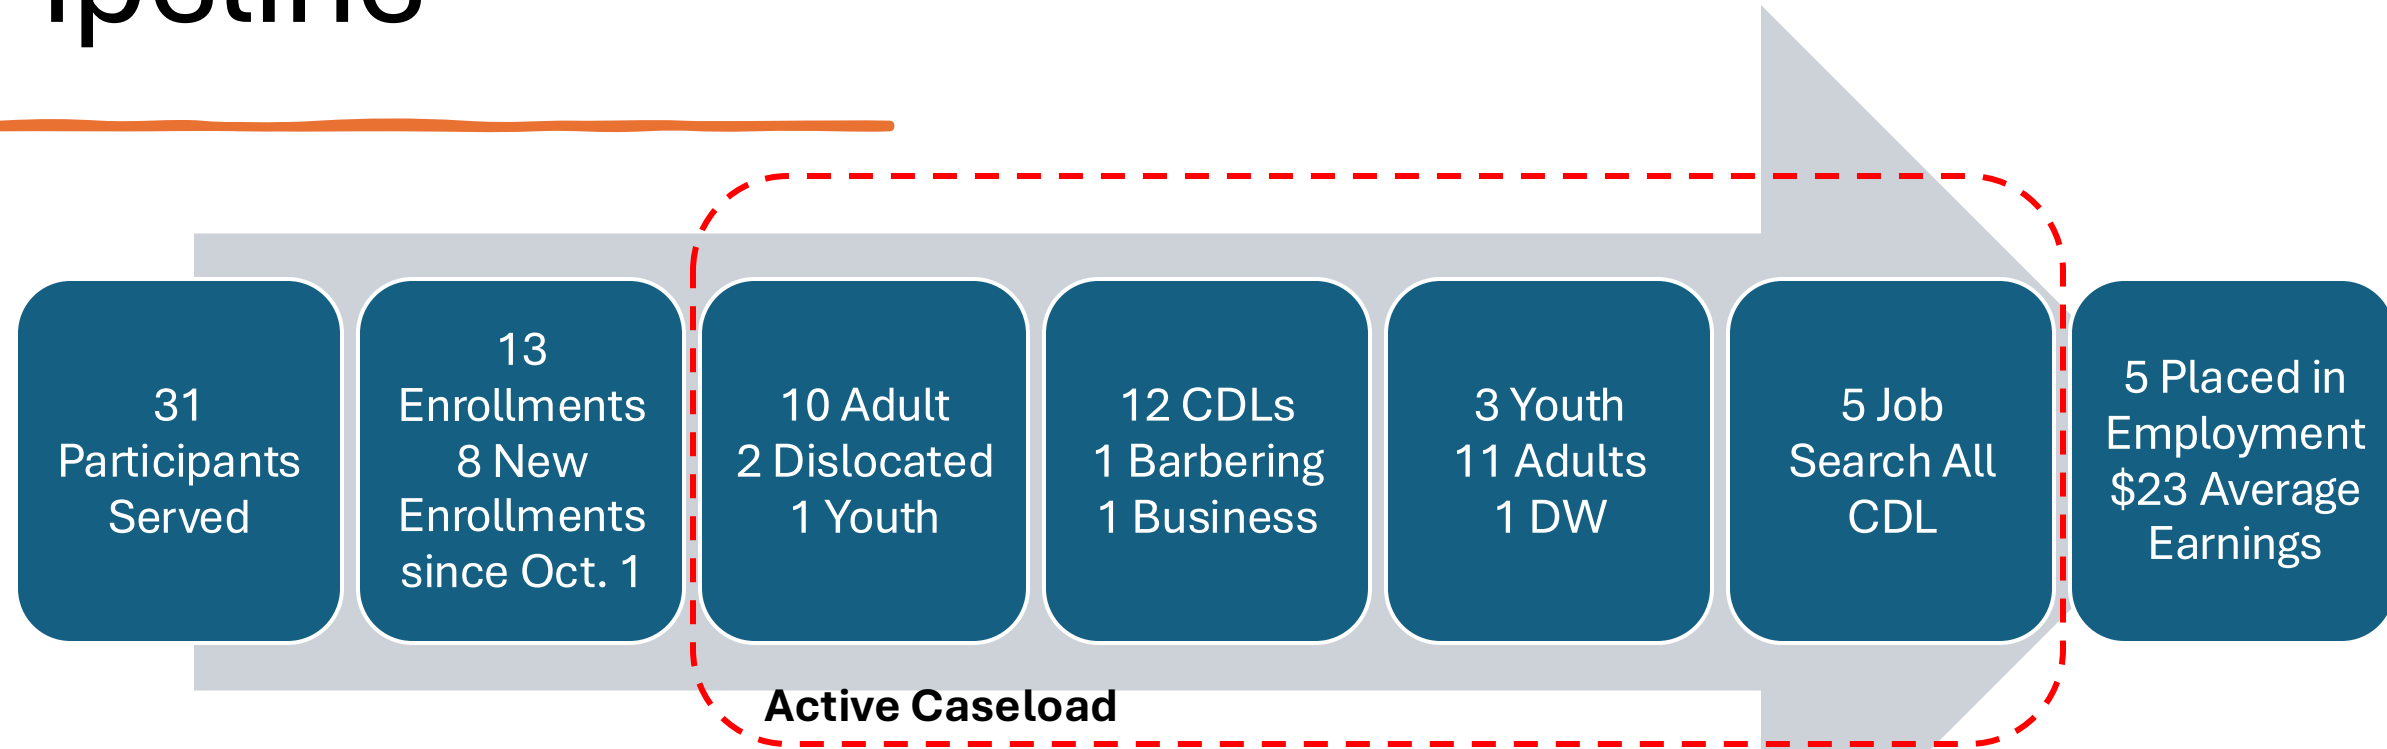 31
Participants
Served
13
Enrollments
8 New
Enrollments
since Oct. 1
10 Adult
2 Dislocated
1 Youth
12 CDLs
1 Barbering
1 Business
3 Youth
11 Adults
1 DW
5 Job
Search All
CDL
5 Placed in
Employment
$23 Average
Earnings
Active Caseload